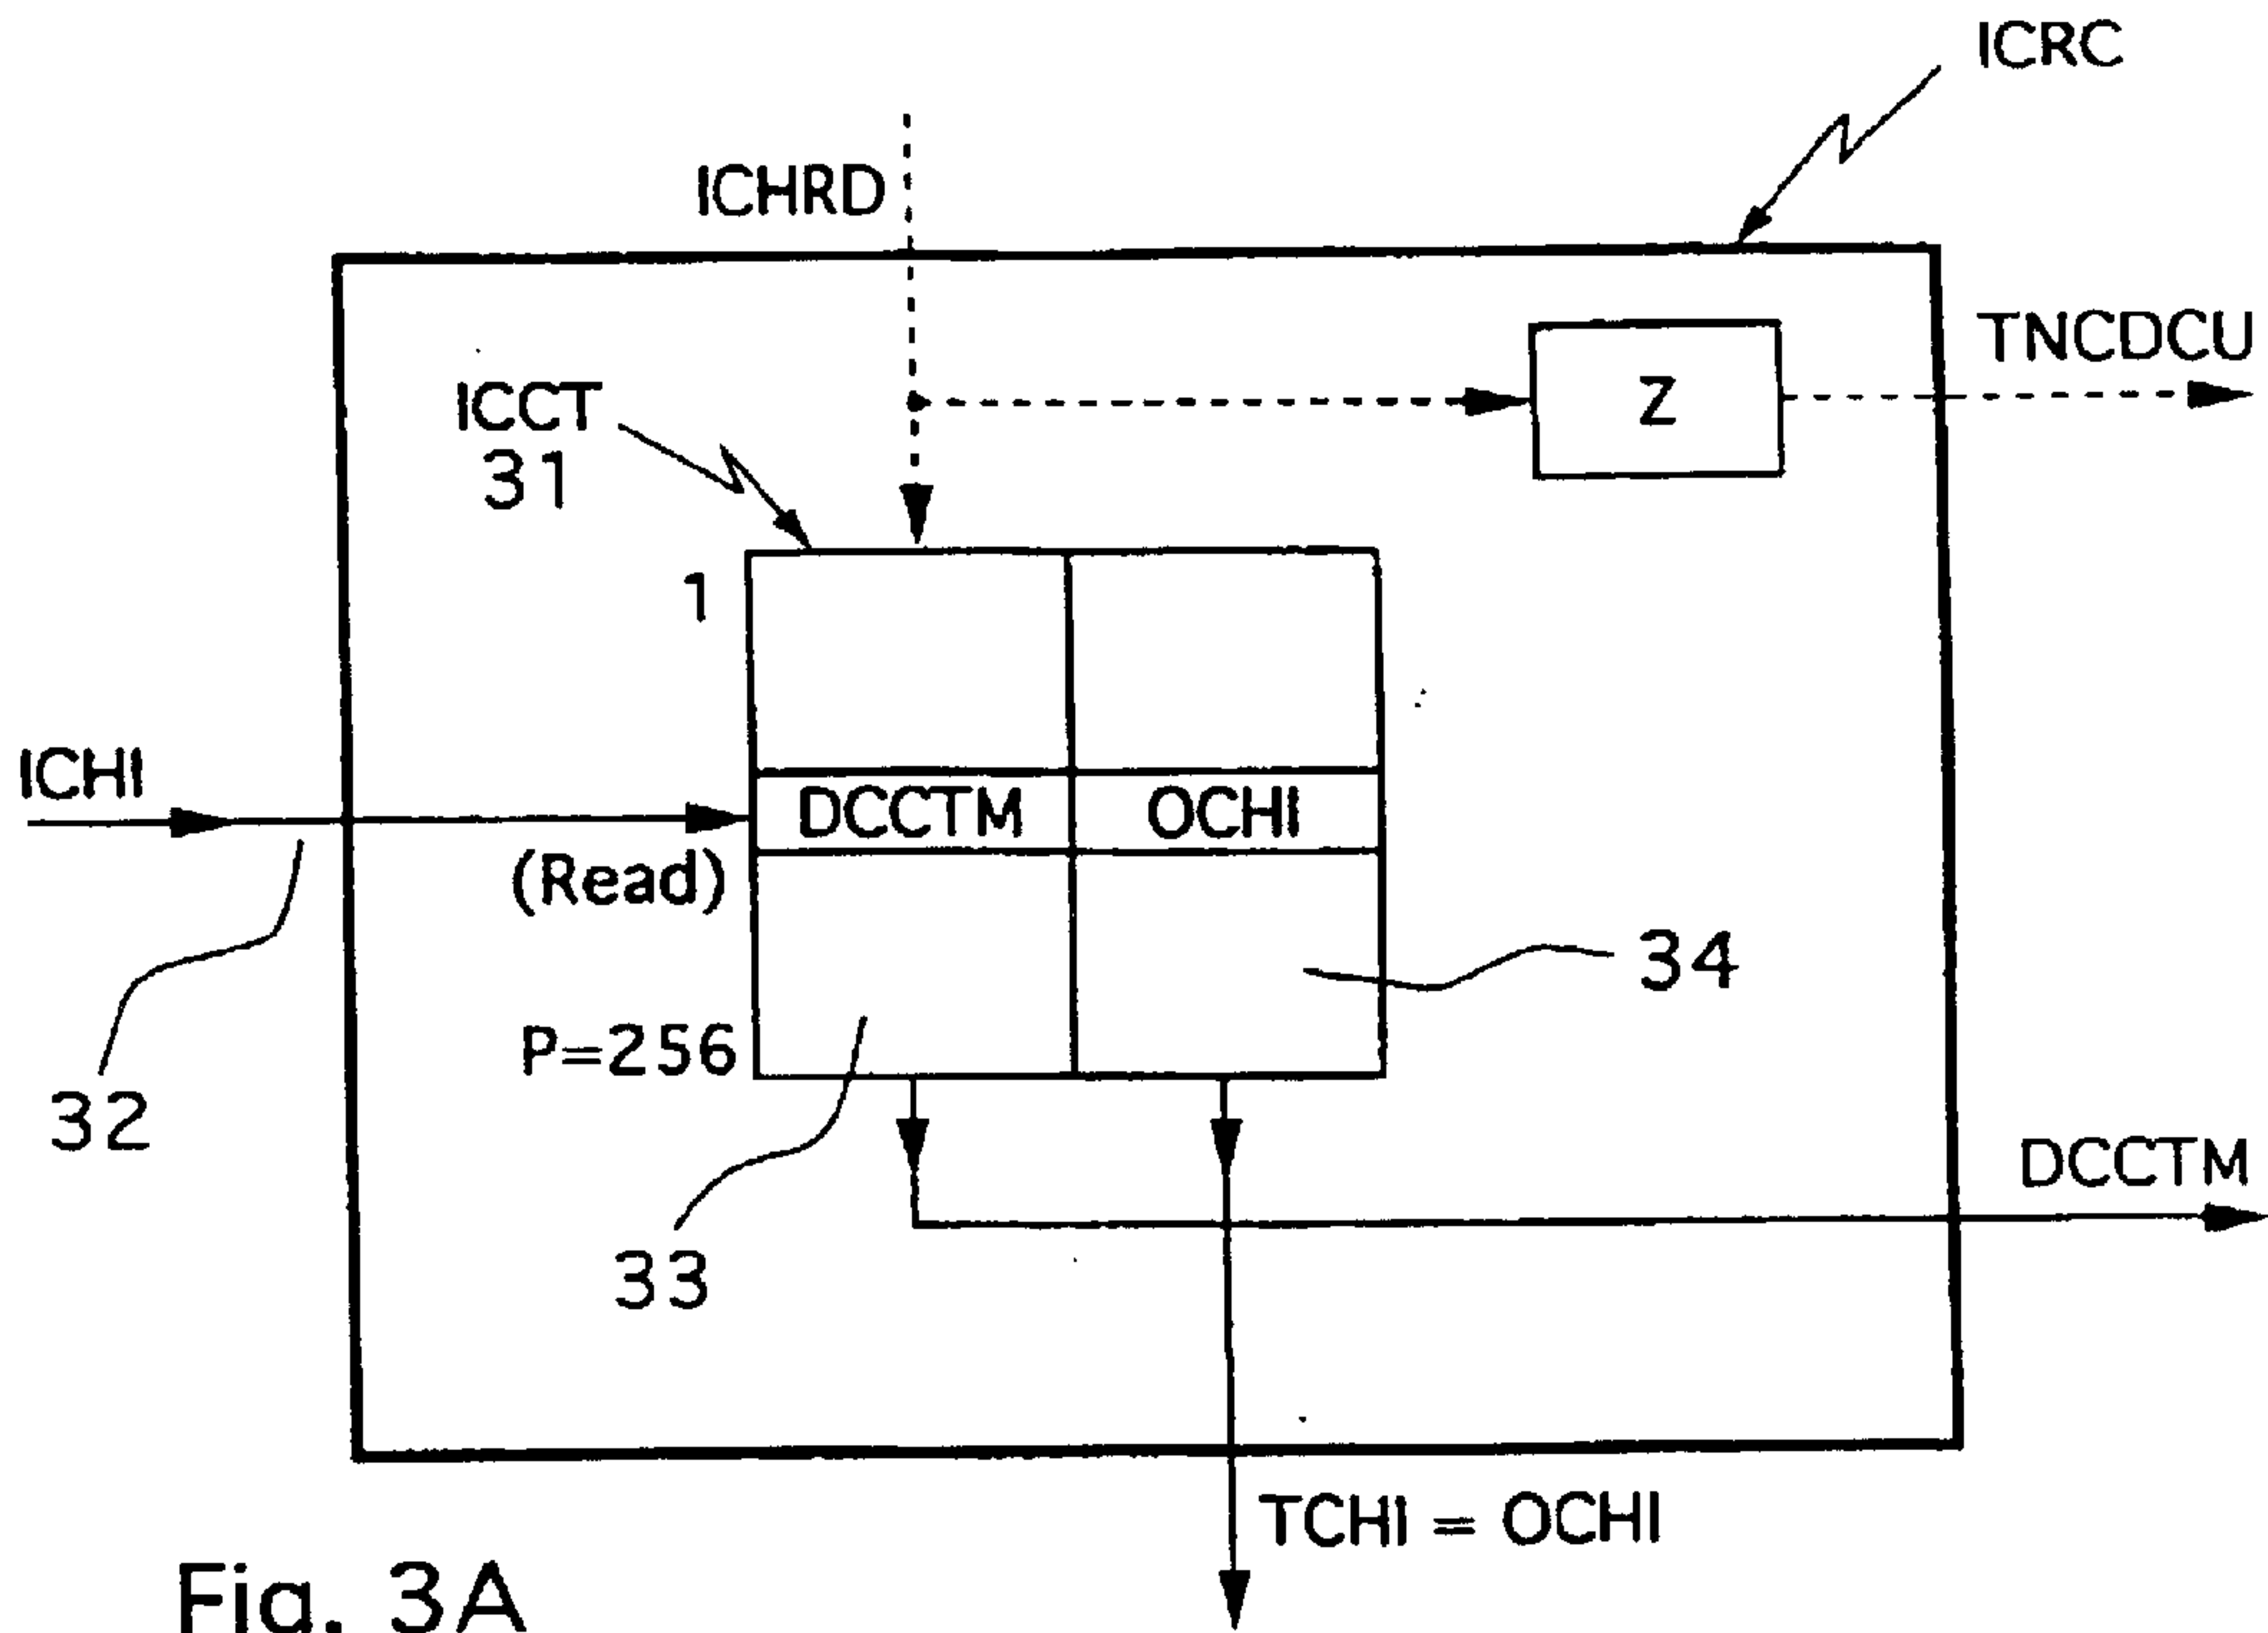 ICRC
ICHRD
TNCDCU
Z
ICCT
31
1
ICHI
DCCTM OCHI
(Read)
34
P=256
32
33
DCCTM
TCHI = OCHI
Fig. 3A